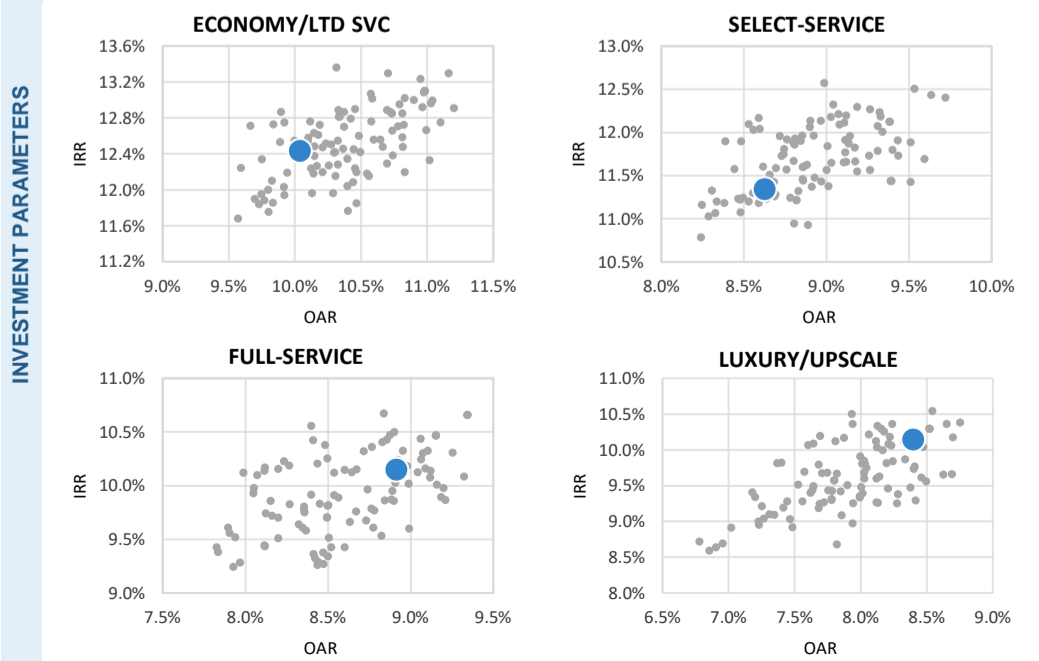 INVESTMENT PARAMETERS
ECONOMY/LTD SVC
13.6%
13.2%
12.8%
12.4%
12.0%
11.6%
11.2%
IRR
9.0% 9.5% 10.0% 10.5% 11.0% 11.5%
OAR
SELECT-SERVICE
13.0%
12.5%
12.0%
11.5%
11.0%
10.5%
IRR
8.0% 8.5% 9.0% 9.5% 10.0%
OAR
FULL-SERVICE
11.0%
10.5%
10.0%
9.5%
9.0%
IRR
7.5% 8.0% 8.5% 9.0% 9.5%
OAR
LUXURY/UPSCALE
11.0%
10.5%
10.0%
9.5%
9.0%
8.5%
8.0%
IRR
6.5% 7.0% 7.5% 8.0% 8.5% 9.0%
OAR